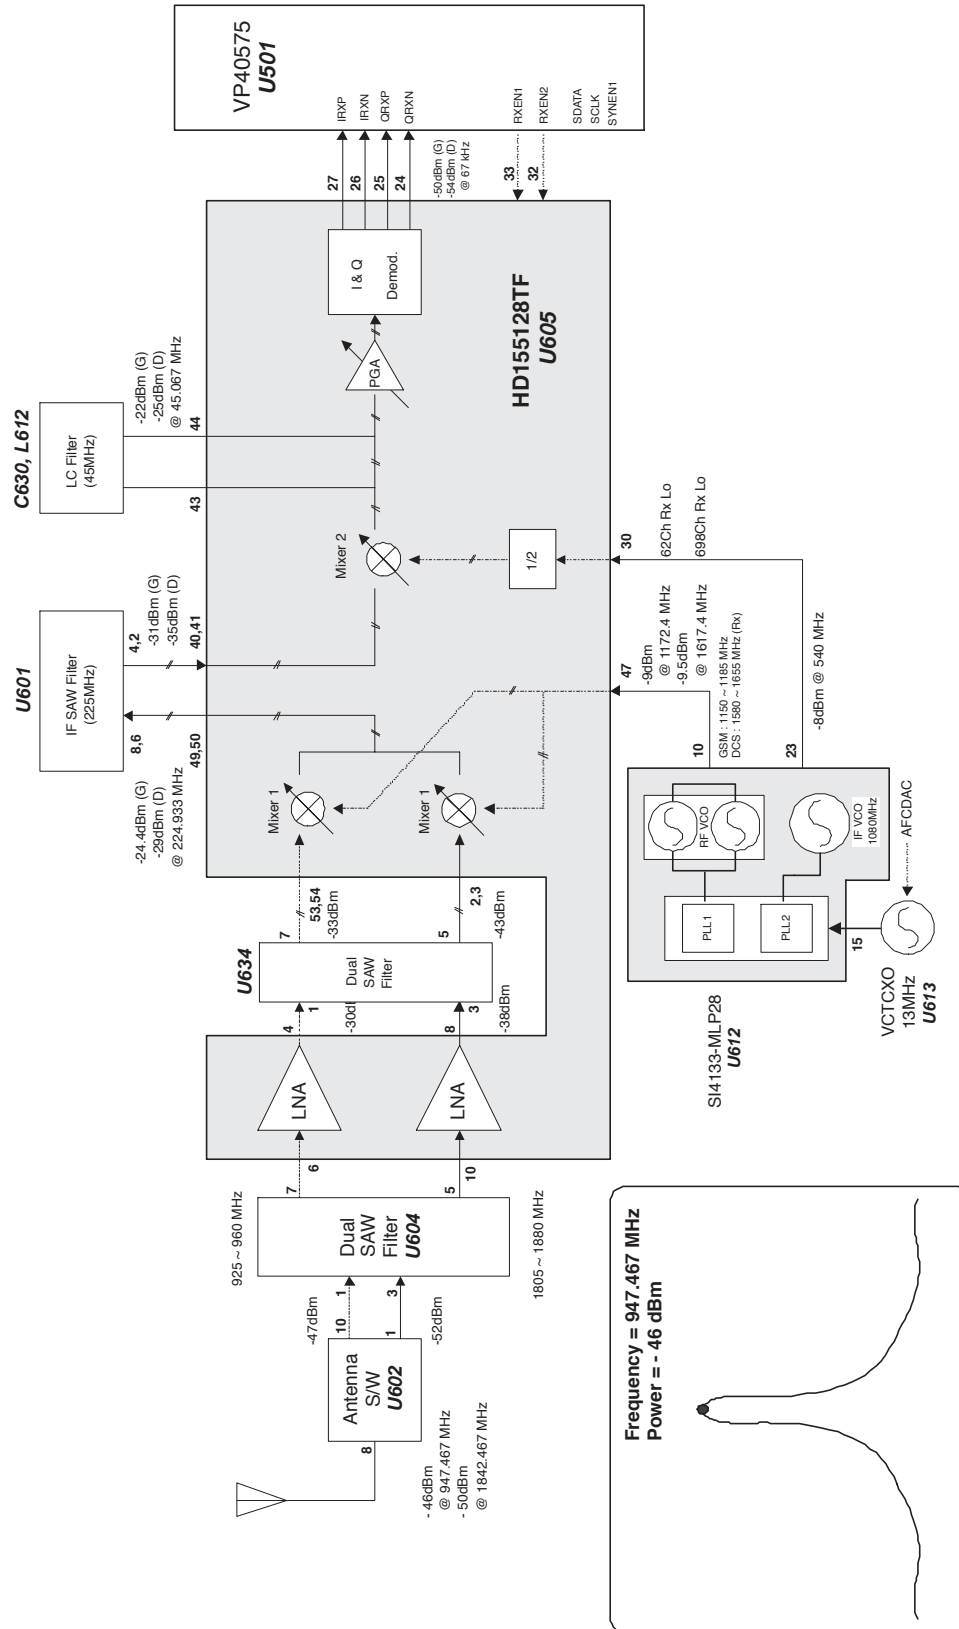 VP40575
U501
IRXP
IRXN
QRXP
QRXN
RXEN1
RXEN2
SDATA
SCLK
SYNEN1
27
26
25
24
-50dBm (G)
-54dBm (D)
@ 67 kHz
33
32
I & Q
Demod.
PGA
HD155128TF
U605
C630, L612
LC Filter
(45MHz)
-22dBm (G)
-25dBm (D)
@ 45.067 MHz
44
43
Mixer 2
1/2
30
62Ch Rx Lo
698Ch Rx Lo
U601
IF SAW Filter
(225MHz)
4,2
-31dBm (G)
-35dBm (D)
40,41
8,6
49,50
-24.4dBm (G)
-29dBm (D)
@ 224.933 MHz
47
-9dBm
@ 1172.4 MHz
-9.5dBm
@ 1617.4 MHz
GSM : 1150 ~ 1185 MHz
DCS : 1580 ~ 1655 MHz (Rx)
10
-8dBm @ 540 MHz
23
Mixer 1
Mixer 1
53,54
-33dBm
7
2,3
-43dBm
5
U634
Dual
SAW
Filter
1
-30d
4
3
-38dBm
8
LNA
LNA
RF VCO
IF VCO
1080MHz
PLL1
PLL2
AFCDAC
15
VCTCXO
13MHz
U613
SI4133-MLP28
U612
6
7
10
5
925 ~ 960 MHz
Dual
SAW
Filter
U604
1805 ~ 1880 MHz
-47dBm
10
1
1
3
-52dBm
Antenna
S/W
U602
8
- 46dBm
@ 947.467 MHz
- 50dBm
@ 1842.467 MHz
Frequency = 947.467 MHz
Power = - 46 dBm